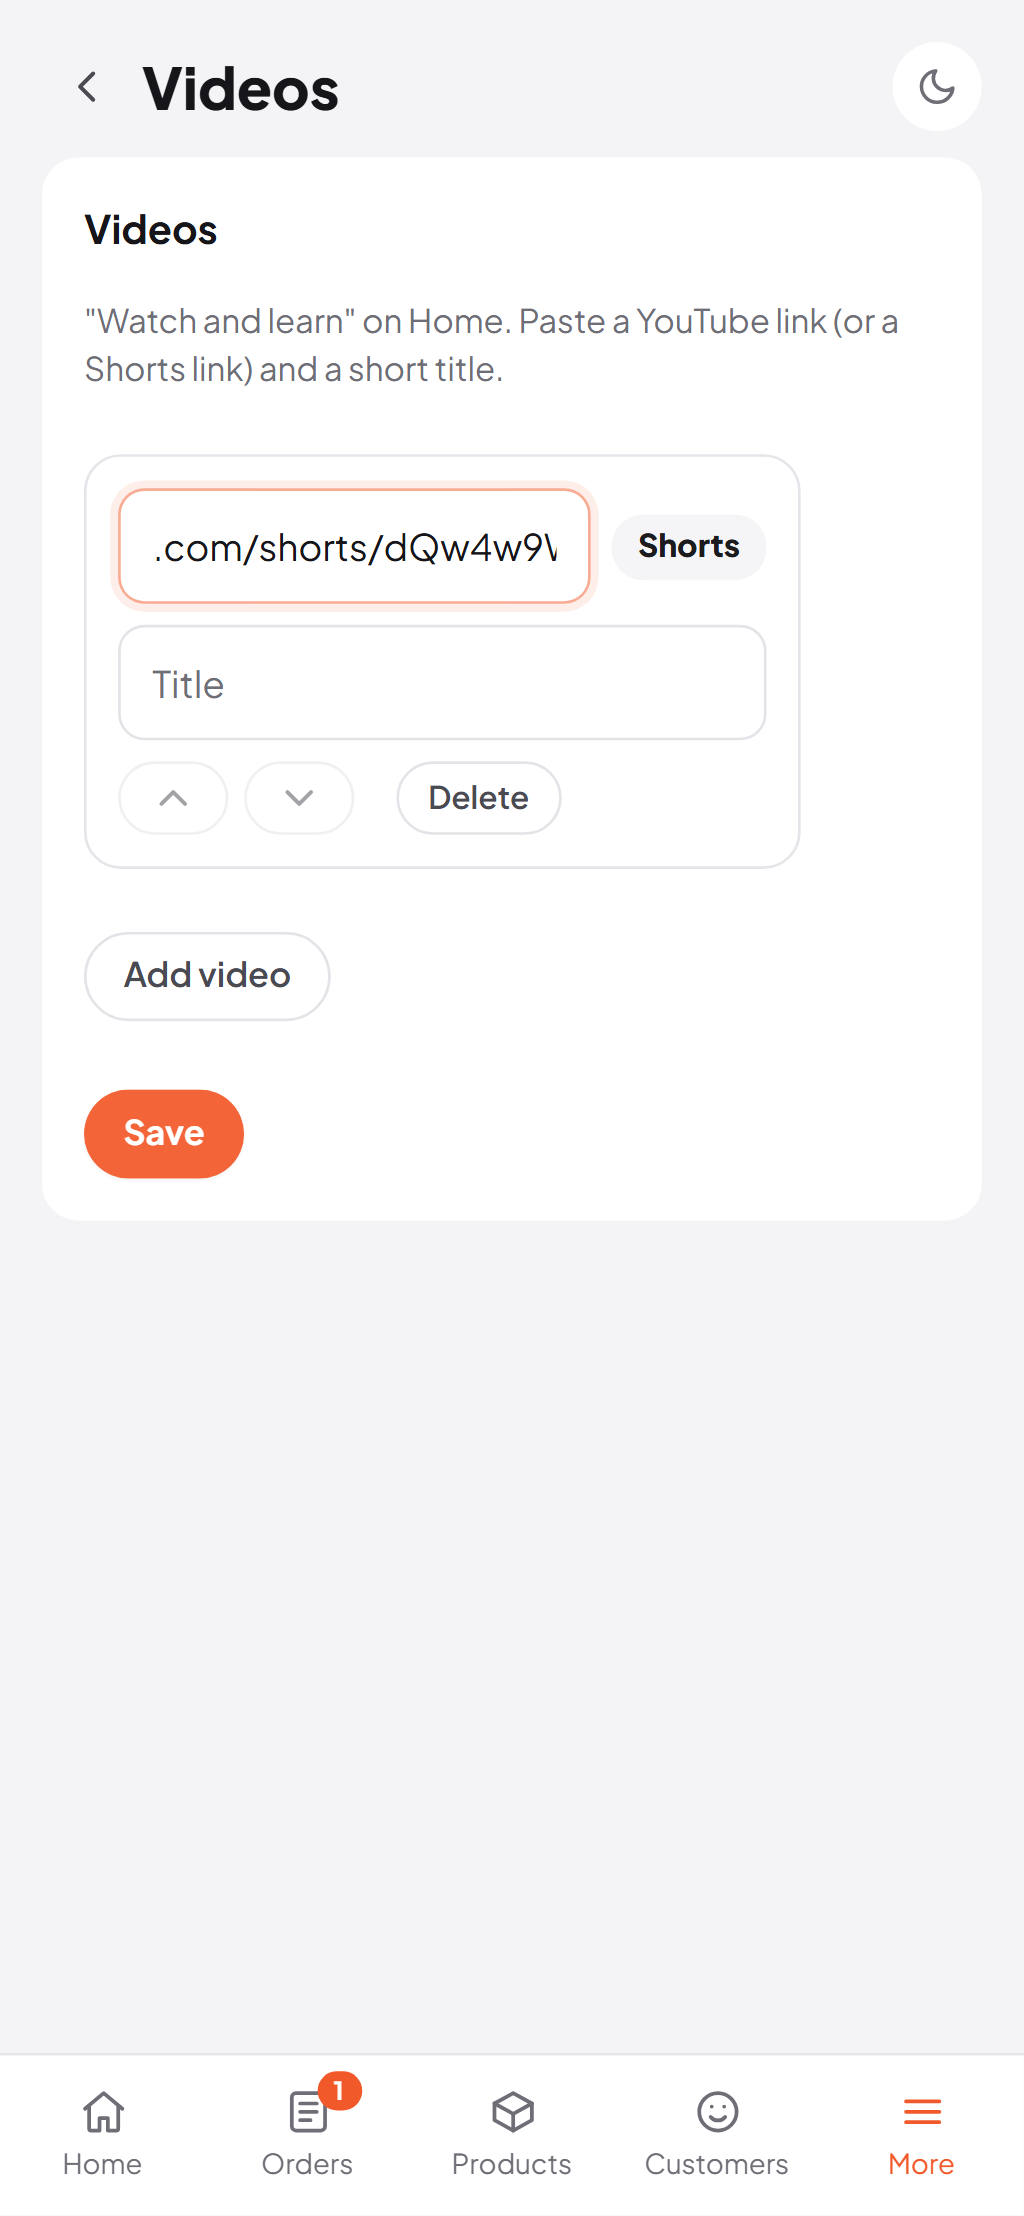 Videos
Videos
"Watch and learn" on Home. Paste a YouTube link (or a
Shorts link) and a short title.
.com/shorts/dQw4w9
Shorts
Title
Delete
Add video
Save
1
Home
Orders
Products
Customers
More